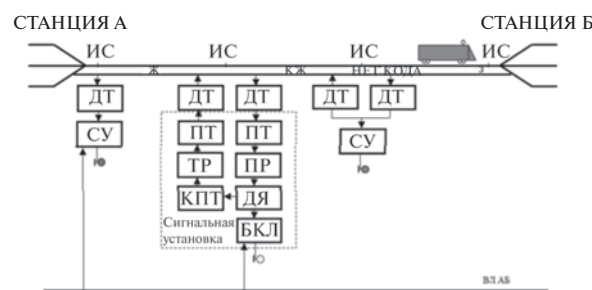 СТАНЦИЯ А СТАНЦИЯ Б
ИС ИС ИС ИС
Ж КЖ НЕТ КОДА З
ДТ ДТ ДТ ДТ ДТ
СУ ПТ ПТ СУ
ТР ПР
КПТ ДЯ
Сигнальная
установка БКЛ
ВЛ АБ